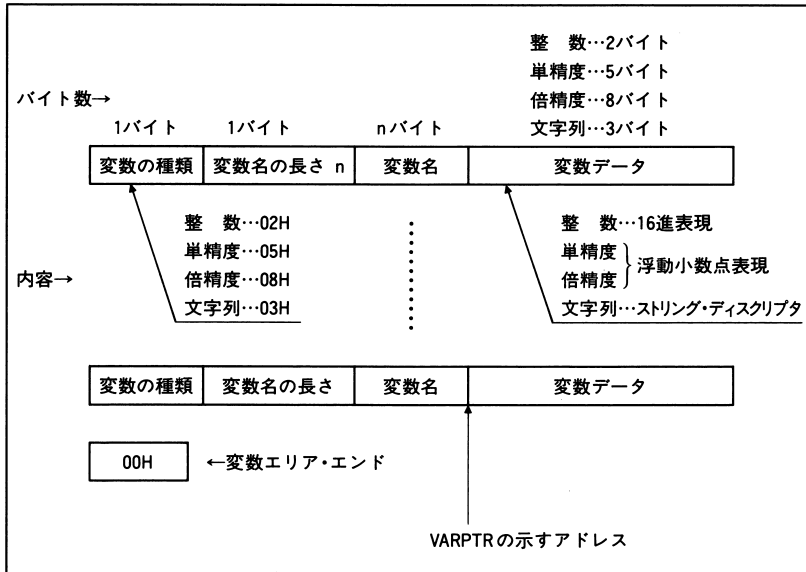 整 数…2バイト
単精度…5バイト
バイト数→
倍精度…8バイト
1バイト 1バイト nバイト 文字列…3バイト
変数の種類 変数名の長さ n 変数名 変数データ
整 数…02H 整 数…16進表現
単精度…05H 単精度
内容→ 倍精度…08H 倍精度 浮動小数点表現
文字列…03H 文字列…ストリング・ディスクリプタ
変数の種類 変数名の長さ 変数名 変数データ
00H ←変数エリア・エンド
VARPTRの示すアドレス